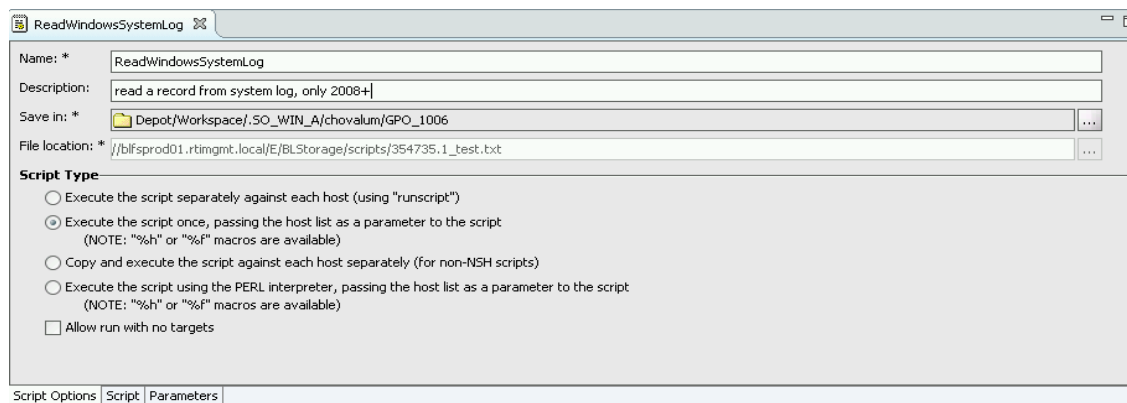 ReadWindowsSystemLog
Name: * ReadWindowsSystemLog
Description: read a record from system log, only 2008+
Save in: * Depot/Workspace/.SO_WIN_A/chovalum/GPO_1006 ...
File location: * //blfsprod01.rtimgmt.local/E/BLStorage/scripts/354735.1_test.txt ...
Script Type
Execute the script separately against each host (using "runscript")
Execute the script once, passing the host list as a parameter to the script
(NOTE: "%h" or "%f" macros are available)
Copy and execute the script against each host separately (for non-NSH scripts)
Execute the script using the PERL interpreter, passing the host list as a parameter to the script
(NOTE: "%h" or "%f" macros are available)
Allow run with no targets
Script Options Script Parameters